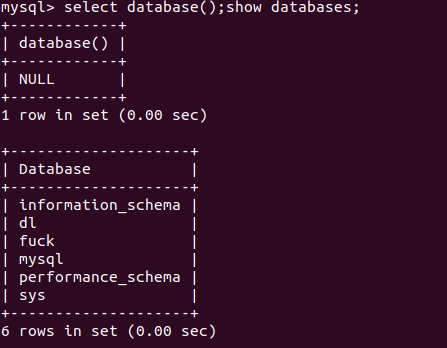 mysql> select database();show databases;
+------------+
| database() |
+------------+
| NULL       |
+------------+
1 row in set (0.00 sec)

+--------------------+
| Database           |
+--------------------+
| information_schema |
| dl                 |
| fuck               |
| mysql              |
| performance_schema |
| sys                |
+--------------------+
6 rows in set (0.00 sec)